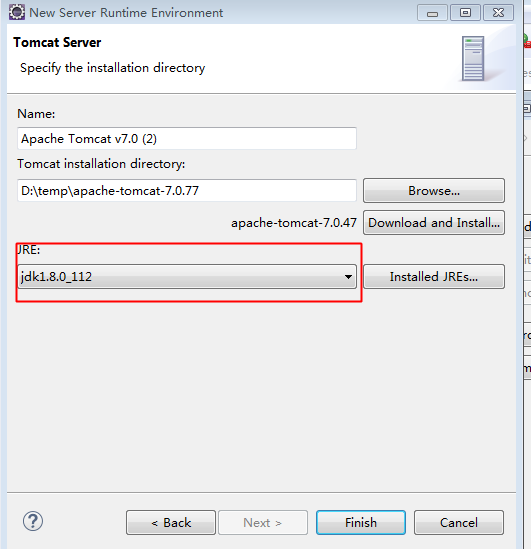 New Server Runtime Environment
Tomcat Server
Specify the installation directory
Name:
Apache Tomcat v7.0 (2)
Tomcat installation directory:
D:\temp\apache-tomcat-7.0.77
Browse...
apache-tomcat-7.0.47
Download and Install...
JRE:
jdk1.8.0_112
Installed JREs...
?
< Back
Next >
Finish
Cancel